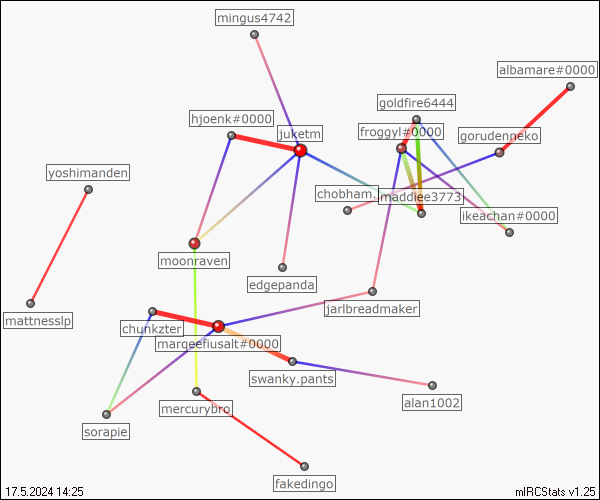 mingus4742
albamare#0000
goldfire6444
hjoenk#0000
juketm
froggyl#0000
gorudenneko
yoshimanden
chobham.
maddiee3773
ikeachan#0000
moonraven
edgepanda
jarlbreadmaker
mattnesslp
chunkzter
margeefiusalt#0000
swanky.pants
alan1002
mercurybro
sorapie
fakedingo
17.5.2024 14:25
mIRCStats v1.25